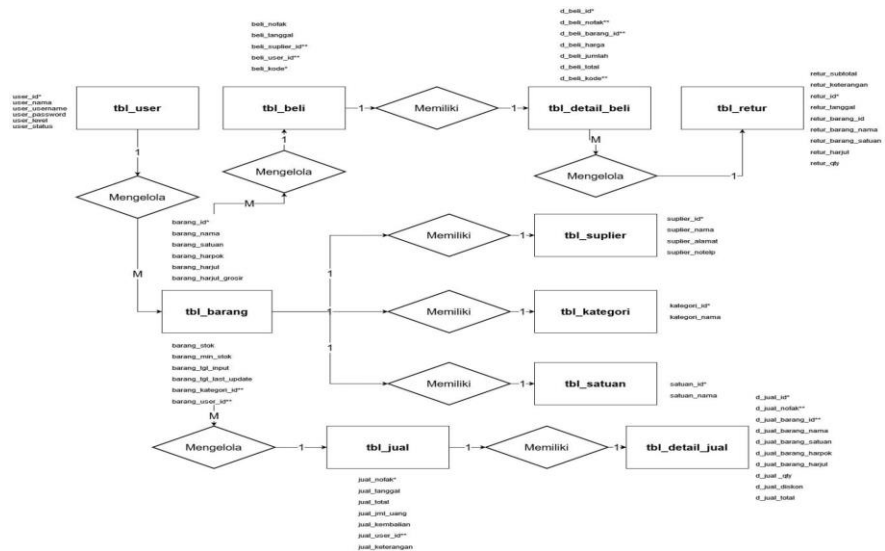 beli_nofak
beli_tanggal
beli_suplier_id**
beli_user_id**
beli_kode*
d_beli_id*
d_beli_nofak**
d_beli_barang_id**
d_beli_harga
d_beli_jumlah
d_beli_total
d_beli_kode**
user_id*
user_nama
user_username
user_password
user_level
user_status
tbl_user
tbl_beli
1
Memiliki
1
tbl_detail_beli
tbl_retur
retur_subtotal
retur_keterangan
retur_id*
retur_tanggal
retur_barang_id
retur_barang_nama
retur_barang_satuan
retur_harjul
retur_qty
1
1
M
Mengelola
Mengelola
Mengelola
1
M
M
barang_id*
barang_nama
barang_satuan
barang_harpok
barang_harjul
barang_harjul_grosir
tbl_barang
1
Memiliki
1
tbl_suplier
suplier_id*
suplier_nama
suplier_alamat
suplier_notelp
1
Memiliki
1
tbl_kategori
kategori_id*
kategori_nama
1
Memiliki
1
tbl_satuan
satuan_id*
satuan_nama
barang_stok
barang_min_stok
barang_tgl_input
barang_tgl_last_update
barang_kategori_id**
barang_user_id**
M
Mengelola
1
tbl_jual
1
Memiliki
1
tbl_detail_jual
d_jual_id*
d_jual_nofak**
d_jual_barang_id**
d_jual_barang_nama
d_jual_barang_satuan
d_jual_barang_harpok
d_jual_barang_harjul
d_jual _qty
d_jual_diskon
d_jual_total
jual_nofak*
jual_tanggal
jual_total
jual_jml_uang
jual_kembalian
jual_user_id**
jual_keterangan